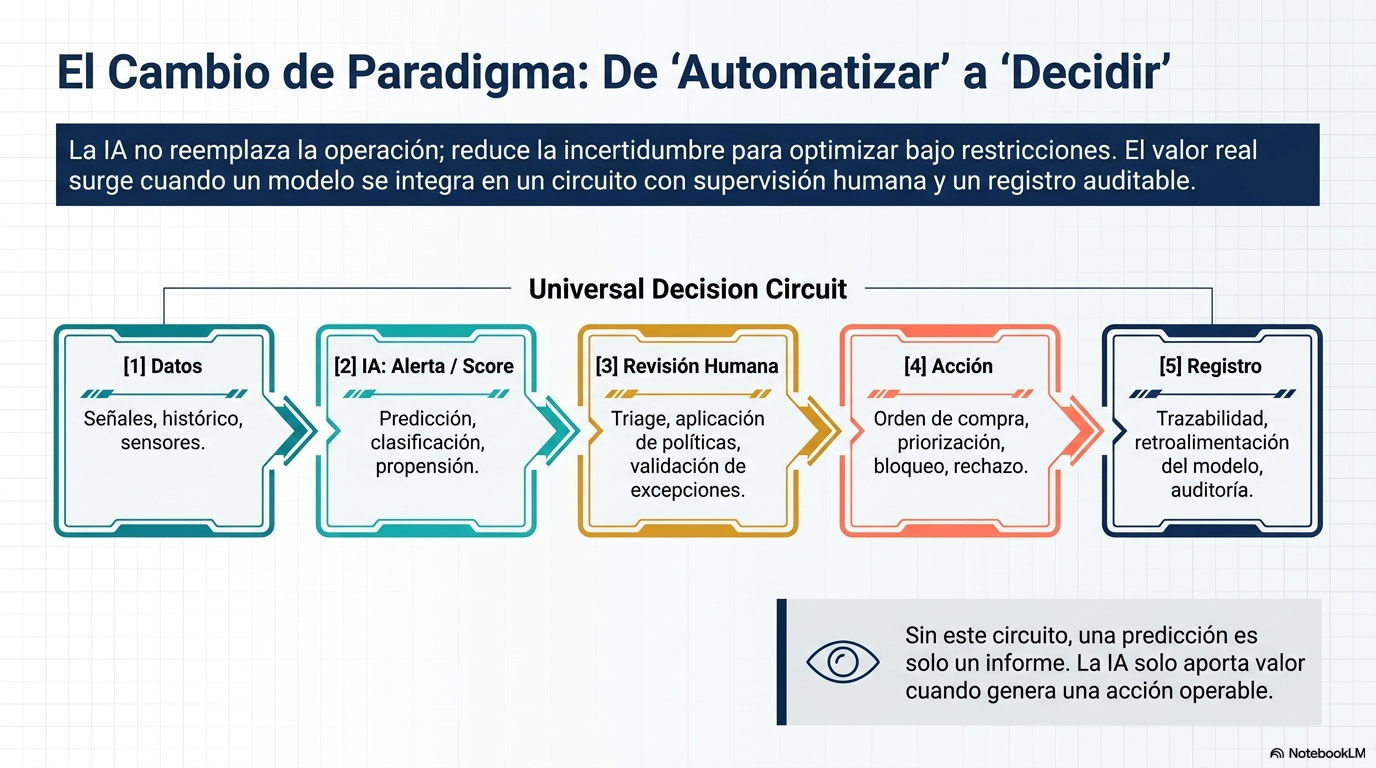 El Cambio de Paradigma: De ‘Automatizar’ a ‘Decidir’
La IA no reemplaza la operación; reduce la incertidumbre para optimizar bajo restricciones. El valor real
surge cuando un modelo se integra en un circuito con supervisión humana y un registro auditable.
Universal Decision Circuit
[1] Datos
Señales, histórico,
sensores.
[2] IA: Alerta / Score
Predicción,
clasificación,
propensión.
[3] Revisión Humana
Triage, aplicación
de políticas,
validación de
excepciones.
[4] Acción
Orden de compra,
priorización,
bloqueo, rechazo.
[5] Registro
Trazabilidad,
retroalimentación
del modelo,
auditoría.
Sin este circuito, una predicción es
solo un informe. La IA solo aporta valor
cuando genera una acción operable.
NotebookLM